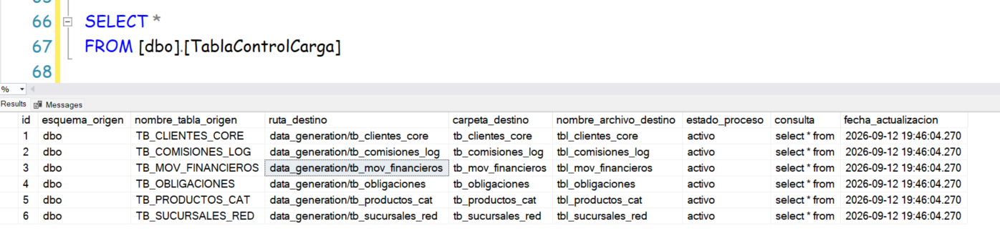 66 SELECT *
67 FROM [dbo].[TablaControlCarga]
68
%
Results Messages
id esquema_origen nombre_tabla_origen ruta_destino carpeta_destino nombre_archivo_destino estado_proceso consulta fecha_actualizacion
1 dbo TB_CLIENTES_CORE data_generation/tb_clientes_core tb_clientes_core tbl_clientes_core activo select * from 2026-09-12 19:46:04.270
2 dbo TB_COMISIONES_LOG data_generation/tb_comisiones_log tb_comisiones_log tbl_comisiones_log activo select * from 2026-09-12 19:46:04.270
3 dbo TB_MOV_FINANCIEROS data_generation/tb_mov_financieros tb_mov_financieros tbl_mov_financieros activo select * from 2026-09-12 19:46:04.270
4 dbo TB_OBLIGACIONES data_generation/tb_obligaciones tb_obligaciones tbl_obligaciones activo select * from 2026-09-12 19:46:04.270
5 dbo TB_PRODUCTOS_CAT data_generation/tb_productos_cat tb_productos_cat tbl_productos_cat activo select * from 2026-09-12 19:46:04.270
6 dbo TB_SUCURSALES_RED data_generation/tb_sucursales_red tb_sucursales_red tbl_sucursales_red activo select * from 2026-09-12 19:46:04.270